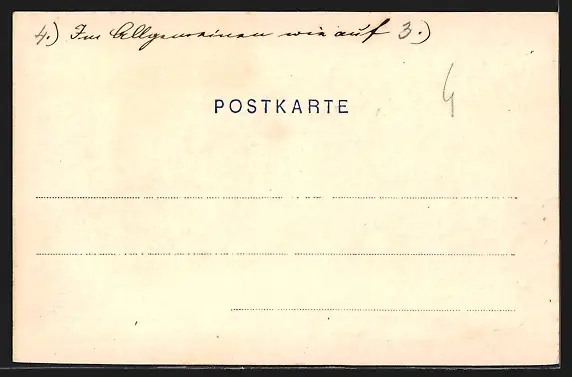 4.) Im Allgemeinen wie auf 3.)
POSTKARTE
4